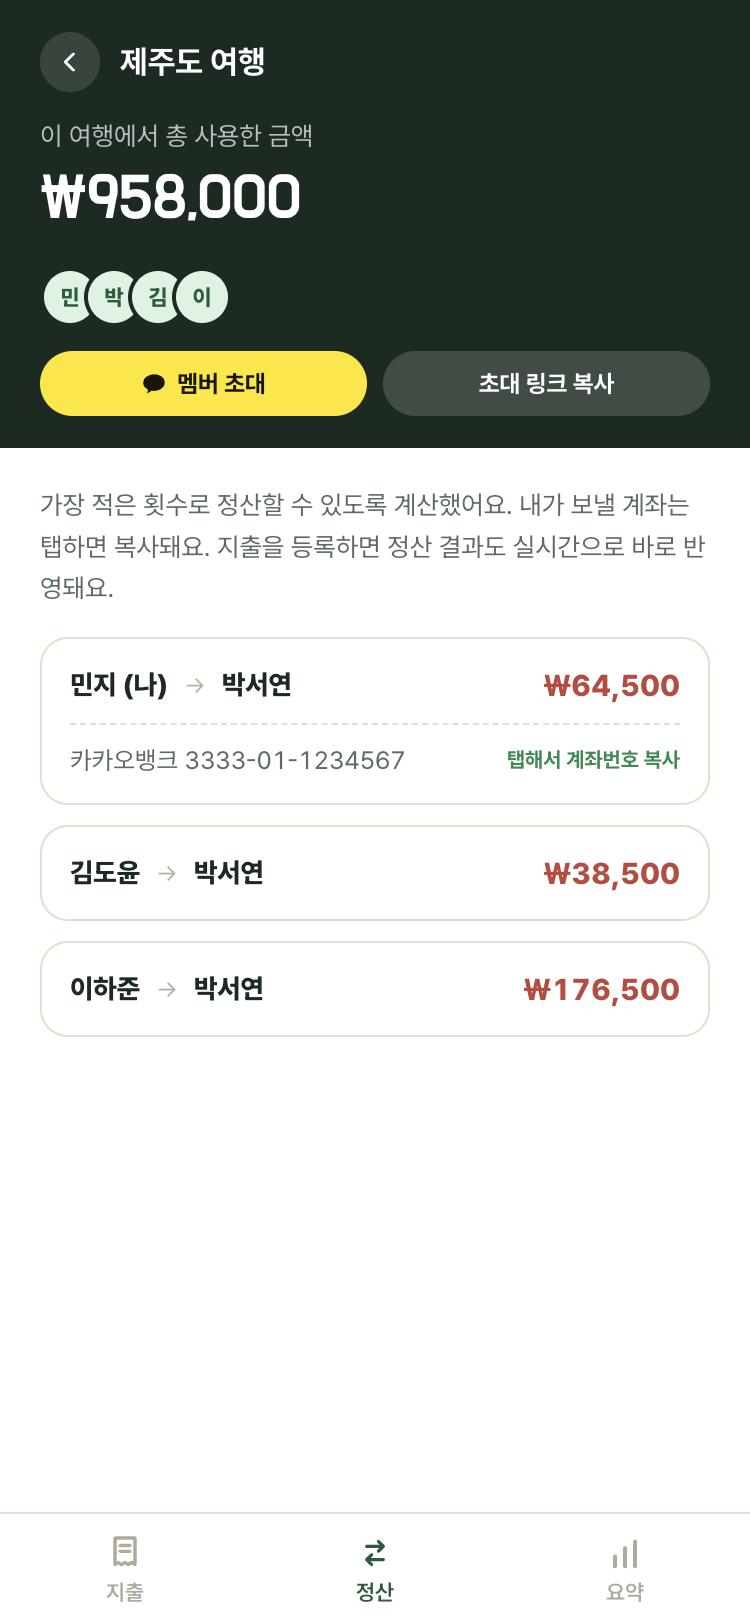 제주도 여행
이 여행에서 총 사용한 금액
₩958,000
민 박 김 이
멤버 초대
초대 링크 복사
가장 적은 횟수로 정산할 수 있도록 계산했어요. 내가 보낼 계좌는
탭하면 복사돼요. 지출을 등록하면 정산 결과도 실시간으로 바로 반
영돼요.
민지 (나) → 박서연 ₩64,500
카카오뱅크 3333-01-1234567 탭해서 계좌번호 복사
김도윤 → 박서연 ₩38,500
이하준 → 박서연 ₩176,500
지출 정산 요약